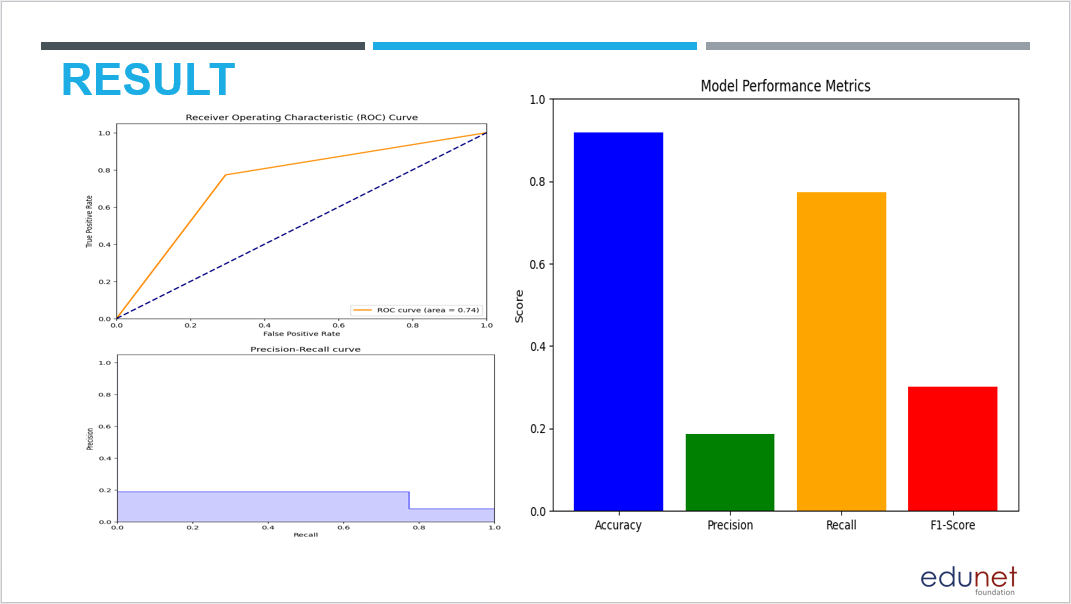 RESULT
Receiver Operating Characteristic (ROC) Curve
1.0
0.8
0.6
0.4
0.2
0.0
True Positive Rate
ROC curve (area = 0.74)
0.0 0.2 0.4 0.6 0.8 1.0
False Positive Rate
Precision-Recall curve
1.0
0.8
0.6
0.4
0.2
0.0
Precision
0.0 0.2 0.4 0.6 0.8 1.0
Recall
Model Performance Metrics
1.0
0.8
0.6
0.4
0.2
0.0
Score
Accuracy Precision Recall F1-Score
edunet
foundation